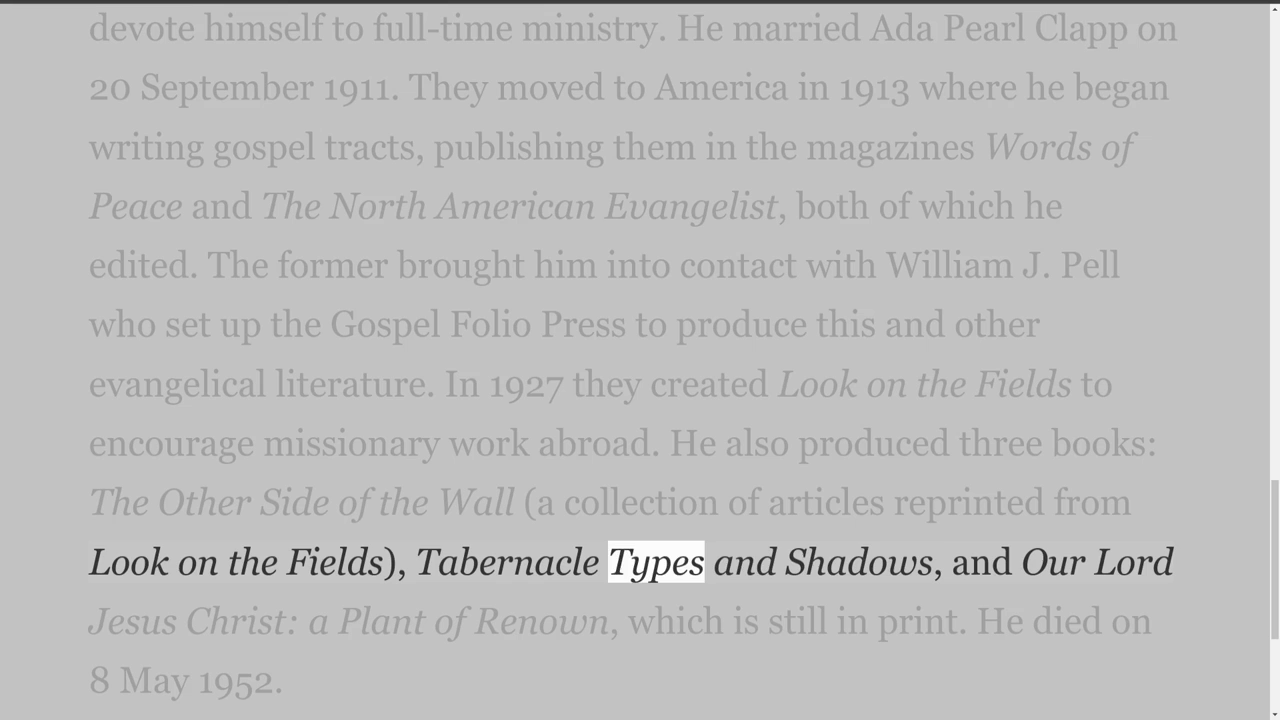 devote himself to full-time ministry. He married Ada Pearl Clapp on
20 September 1911. They moved to America in 1913 where he began
writing gospel tracts, publishing them in the magazines Words of
Peace and The North American Evangelist, both of which he
edited. The former brought him into contact with William J. Pell
who set up the Gospel Folio Press to produce this and other
evangelical literature. In 1927 they created Look on the Fields to
encourage missionary work abroad. He also produced three books:
The Other Side of the Wall (a collection of articles reprinted from
Look on the Fields), Tabernacle Types and Shadows, and Our Lord
Jesus Christ: a Plant of Renown, which is still in print. He died on
8 May 1952.